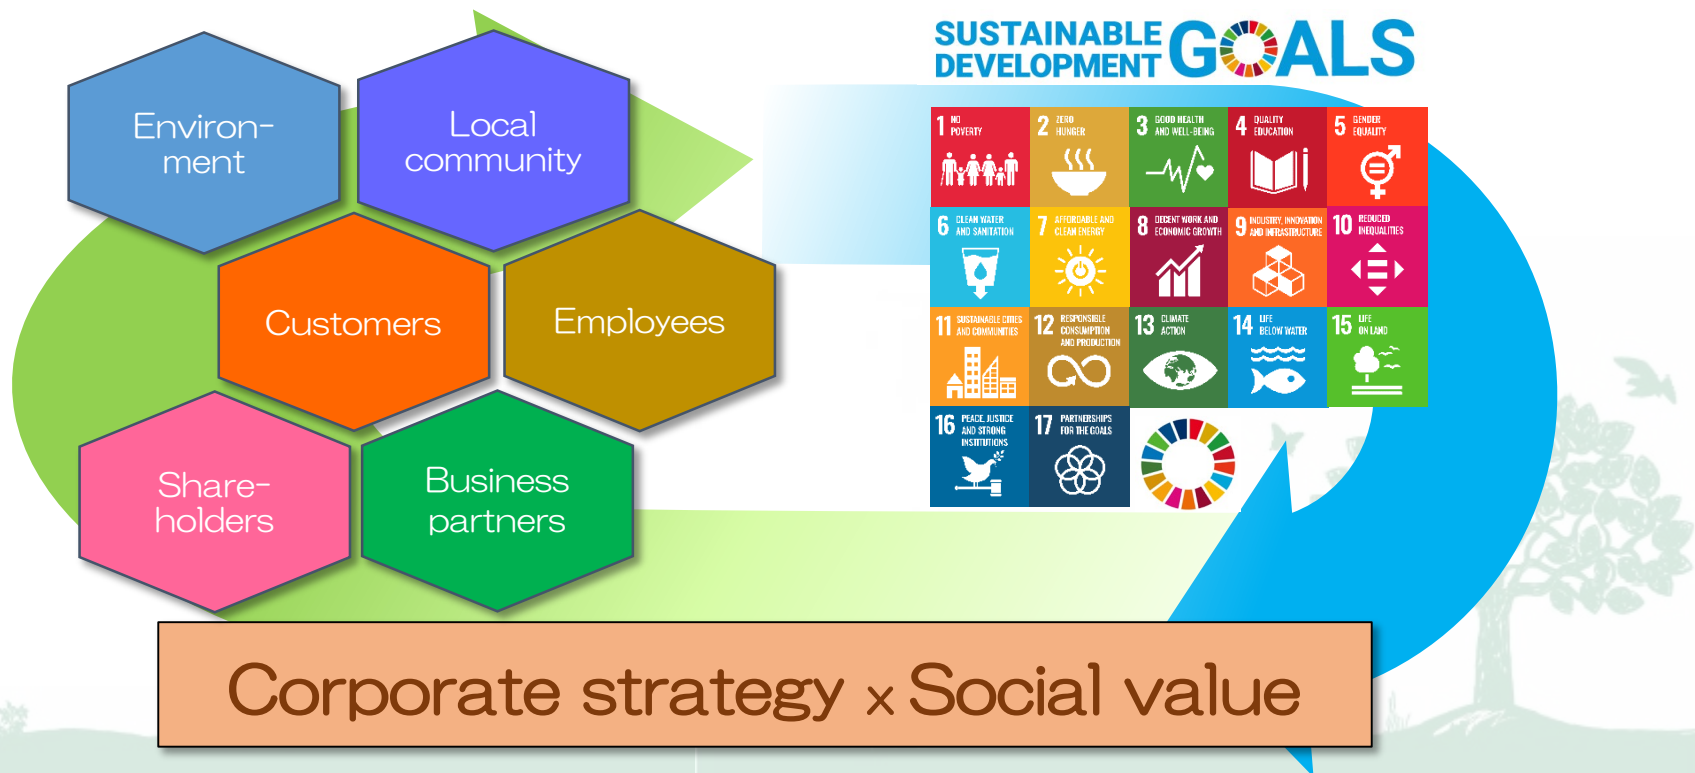 Environ-
ment
Local
community
Customers
Employees
Share-
holders
Business
partners
SUSTAINABLE
DEVELOPMENT
GOALS
1 NO
POVERTY
2 ZERO
HUNGER
3 GOOD HEALTH
AND WELL-BEING
4 QUALITY
EDUCATION
5 GENDER
EQUALITY
6 CLEAN WATER
AND SANITATION
7 AFFORDABLE AND
CLEAN ENERGY
8 DECENT WORK AND
ECONOMIC GROWTH
9 INDUSTRY, INNOVATION
AND INFRASTRUCTURE
10 REDUCED
INEQUALITIES
11 SUSTAINABLE CITIES
AND COMMUNITIES
12 RESPONSIBLE
CONSUMPTION
AND PRODUCTION
13 CLIMATE
ACTION
14 LIFE
BELOW WATER
15 LIFE
ON LAND
16 PEACE, JUSTICE
AND STRONG
INSTITUTIONS
17 PARTNERSHIPS
FOR THE GOALS
Corporate strategy x Social value